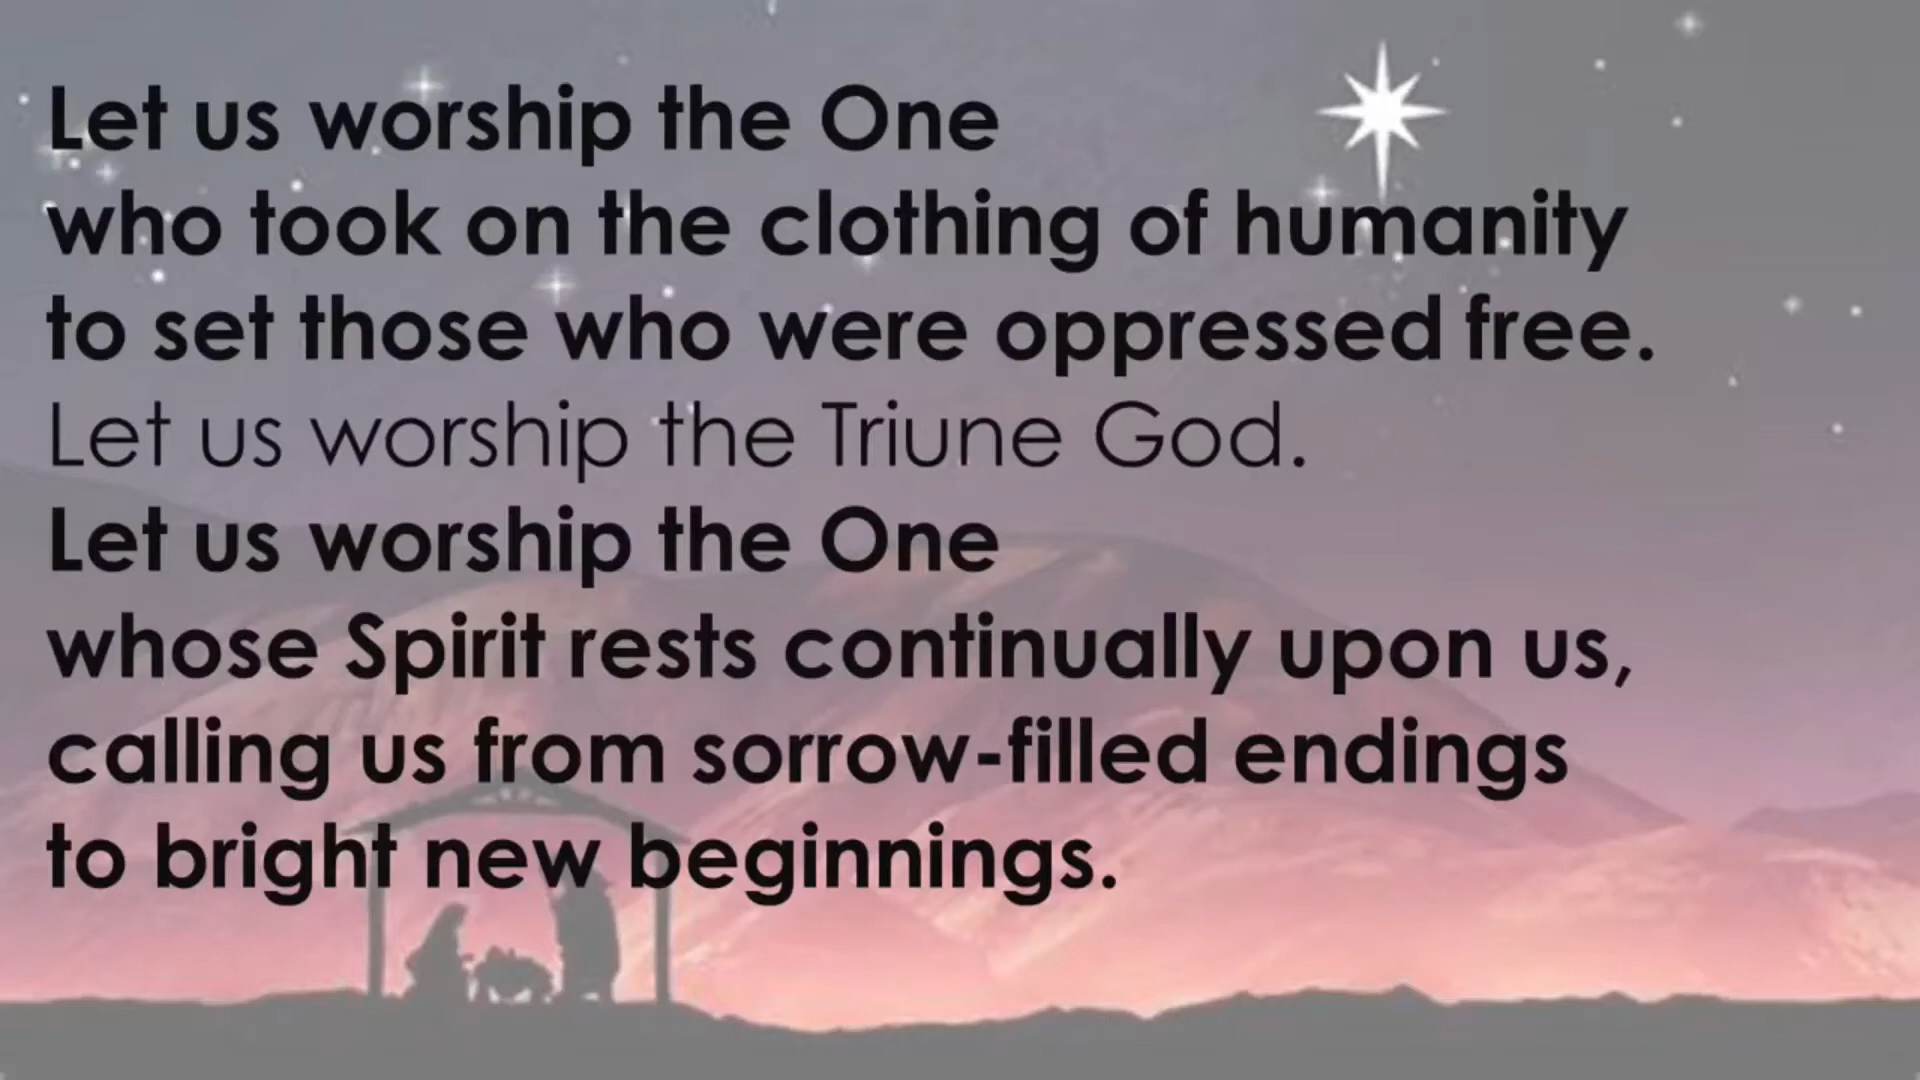 Let us worship the One
who took on the clothing of humanity
to set those who were oppressed free.
Let us worship the Triune God.
Let us worship the One
whose Spirit rests continually upon us,
calling us from sorrow-filled endings
to bright new beginnings.